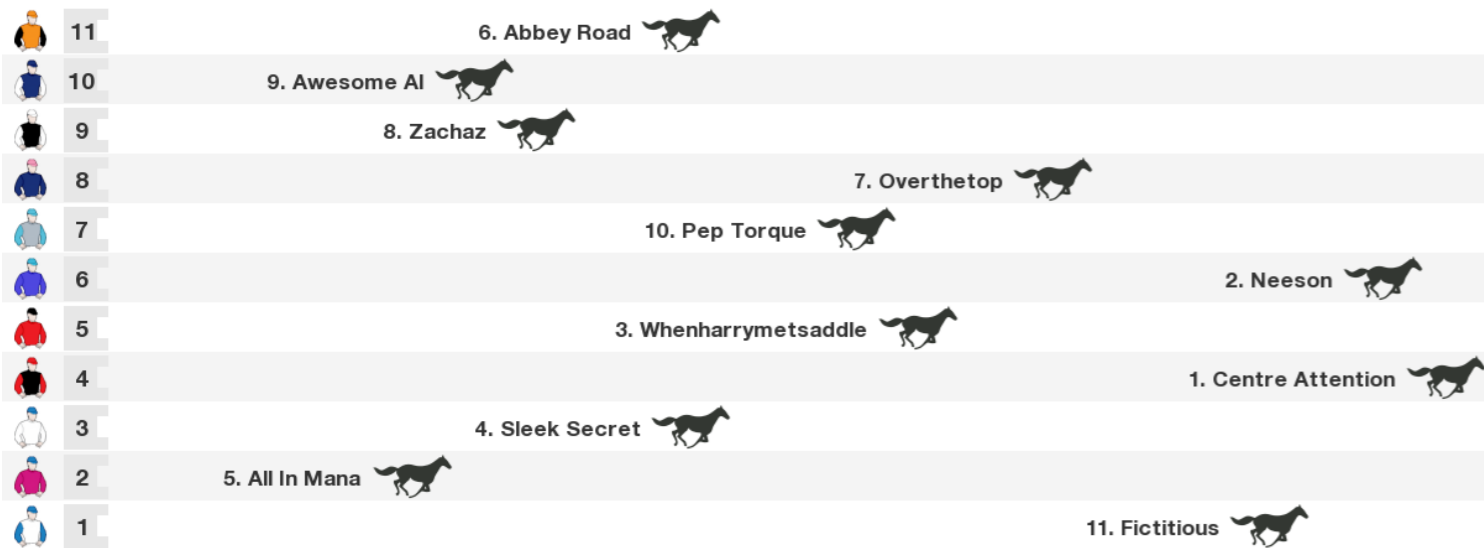 11 6. Abbey Road
10 9. Awesome Al
9 8. Zachaz
8 7. Overthetop
7 10. Pep Torque
6 2. Neeson
5 3. Whenharrymetsaddle
4 1. Centre Attention
3 4. Sleek Secret
2 5. All In Mana
1 11. Fictitious